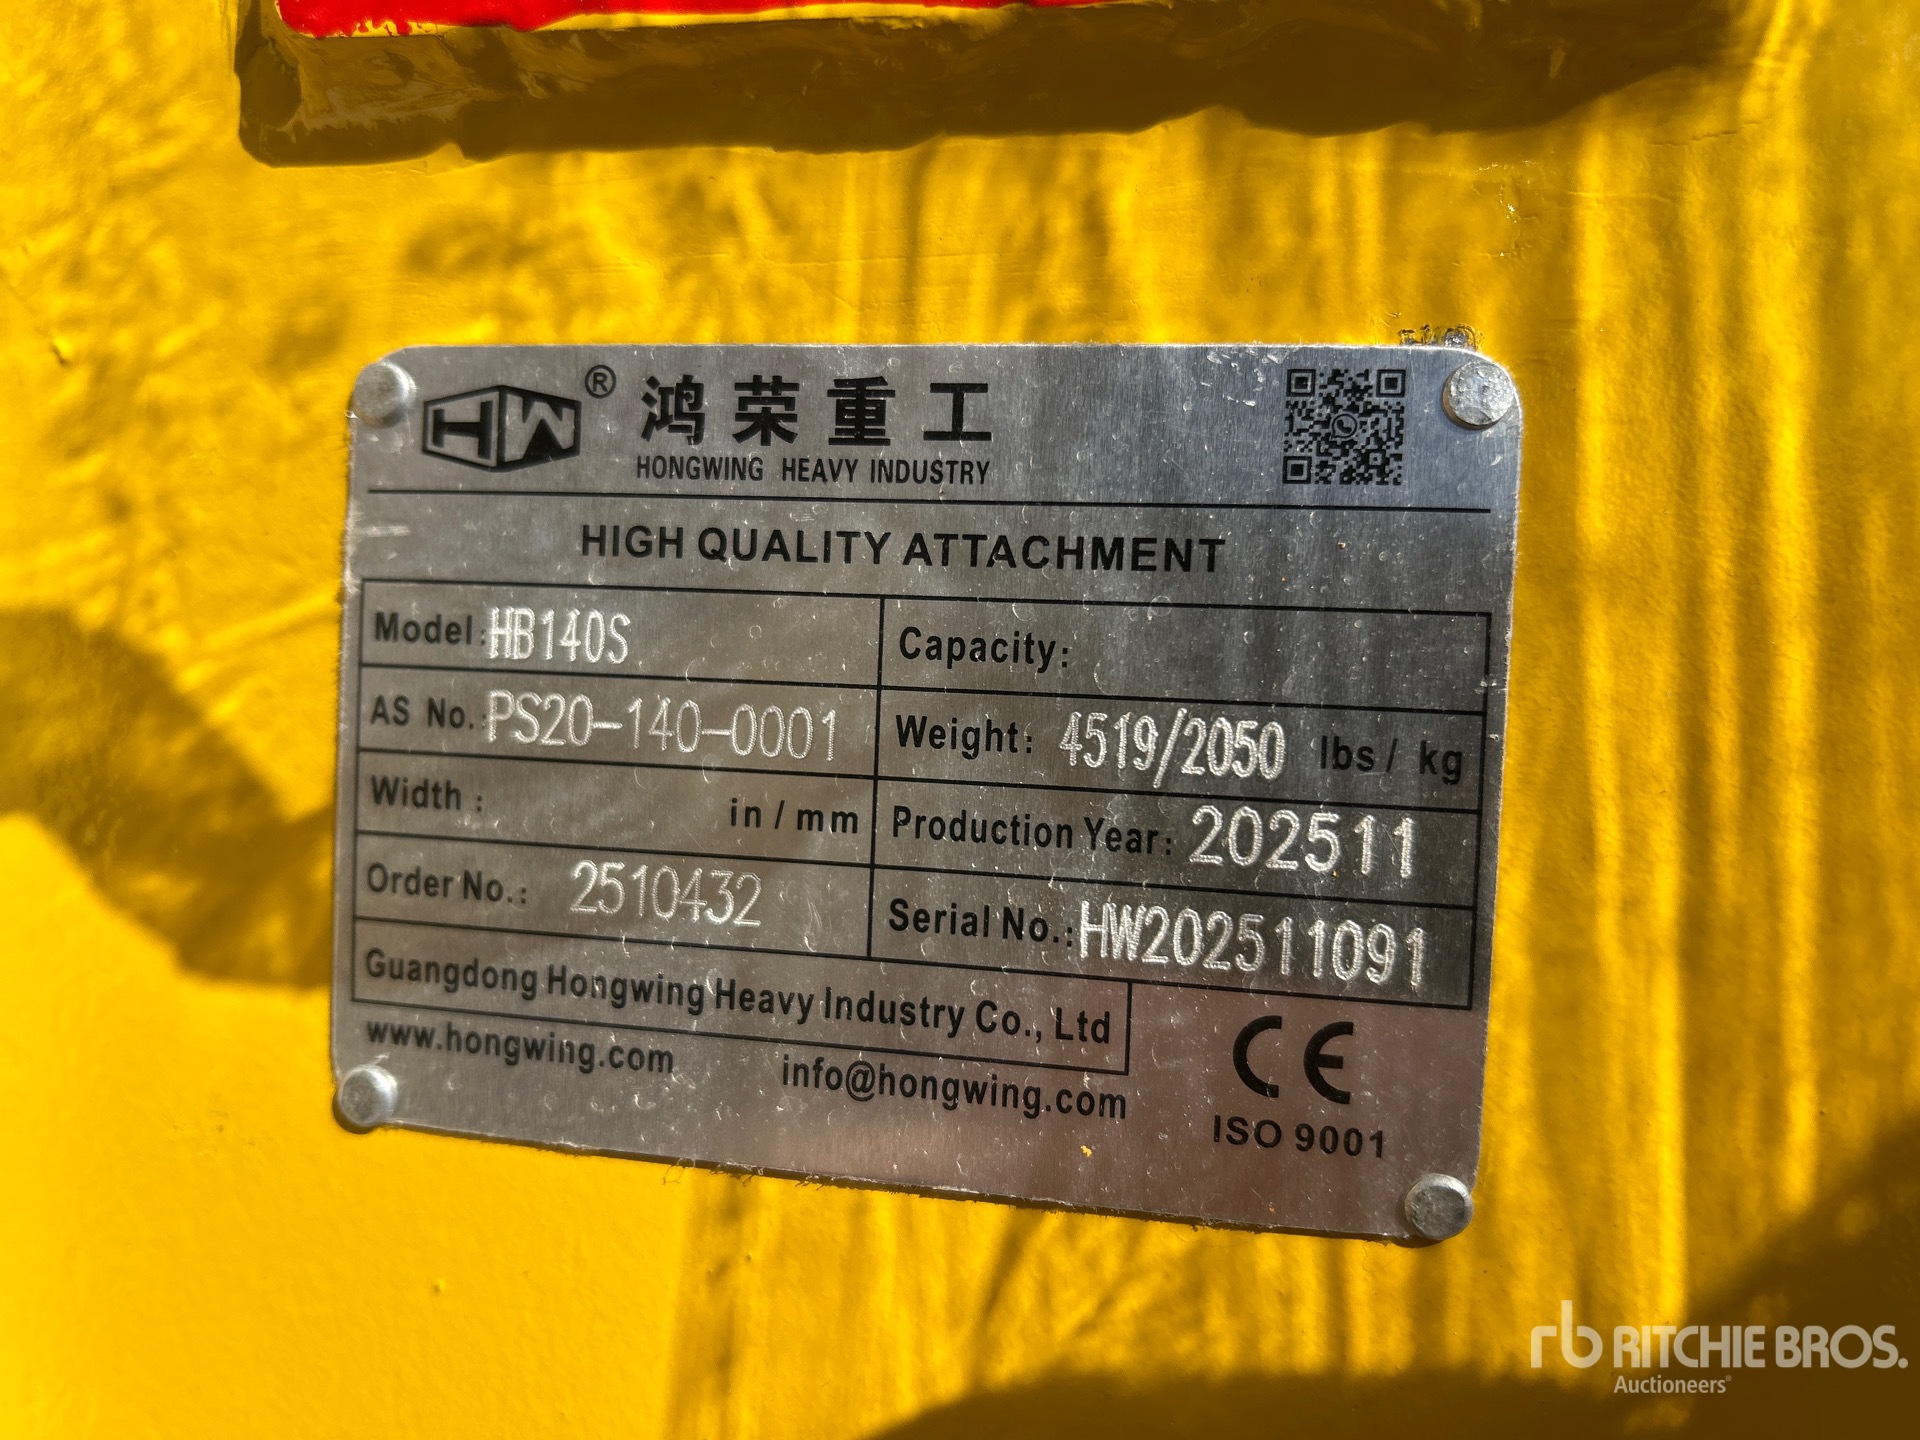 HW® 鸿荣重工
HONGWING HEAVY INDUSTRY
HIGH QUALITY ATTACHMENT
Model: HB140S
Capacity:
AS No.: PS20-140-0001
Weight: 4519/2050 lbs/ kg
Width : in / mm
Production Year: 202511
Order No.: 2510432
Serial No.: HW202511091
Guangdong Hongwing Heavy Industry Co., Ltd
www.hongwing.com info@hongwing.com
CE
ISO 9001
rb RITCHIE BROS.
Auctioneers®